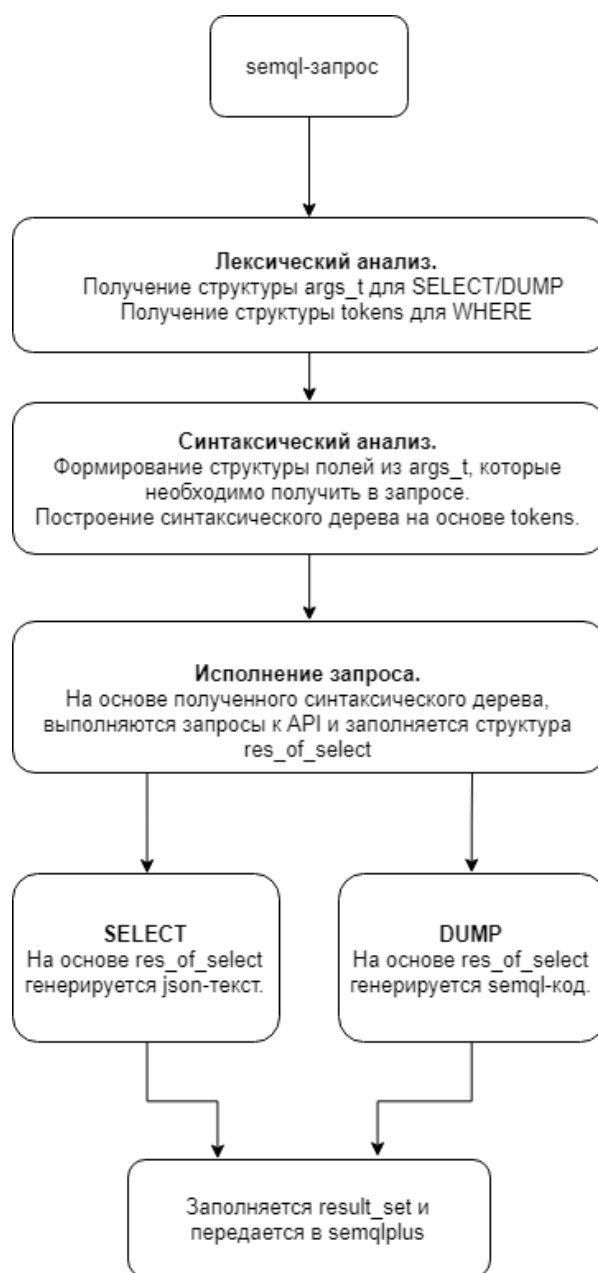 semql-запрос
Лексический анализ.
Получение структуры args_t для SELECT/DUMP
Получение структуры tokens для WHERE
Синтаксический анализ.
Формирование структуры полей из args_t, которые
необходимо получить в запросе.
Построение синтаксического дерева на основе tokens.
Исполнение запроса.
На основе полученного синтаксического дерева,
выполняются запросы к API и заполняется структура
res_of_select
SELECT
На основе res_of_select
генерируется json-текст.
DUMP
На основе res_of_select
генерируется semql-код.
Заполняется result_set и
передается в semqlplus